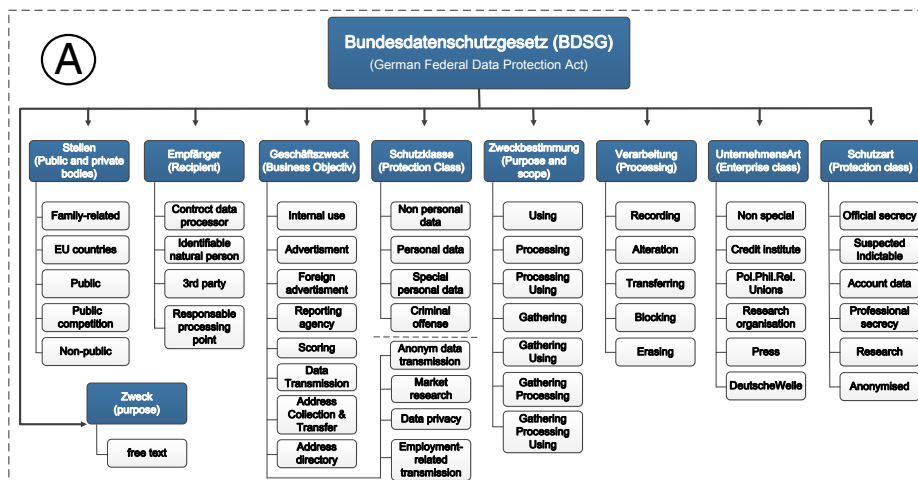 A
Bundesdatenschutzgesetz (BDSG)
(German Federal Data Protection Act)
Stellen
(Public and private
bodies)
Family-related
EU countries
Public
Public
competition
Non-public
Zweck
(purpose)
free text
Empfänger
(Recipient)
Controct data
processor
Identifiable
natural person
3rd party
Responsable
processing
point
Geschäftszweck
(Business Objectiv)
Internal use
Advertisment
Foreign
advertisment
Reporting
agency
Scoring
Data
Transmission
Address
Collection &
Transfer
Address
directory
Schutzklasse
(Protection Class)
Non personal
data
Personal data
Special
personal data
Criminal
offense
Anonym data
transmission
Market
research
Data privacy
Employment-
related
transmission
Zweckbestimmung
(Purpose and
scope)
Using
Processing
Processing
Using
Gathering
Gathering
Using
Gathering
Processing
Gathering
Processing
Using
Verarbeitung
(Processing)
Recording
Alteration
Transferring
Blocking
Erasing
UnternehmensArt
(Enterprise class)
Non special
Credit institute
Pol.Phil.Rel.
Unions
Research
organisation
Press
DeutscheWelle
Schutzart
(Protection class)
Official secrecy
Suspected
Indictable
Account data
Professional
secrecy
Research
Anonymised